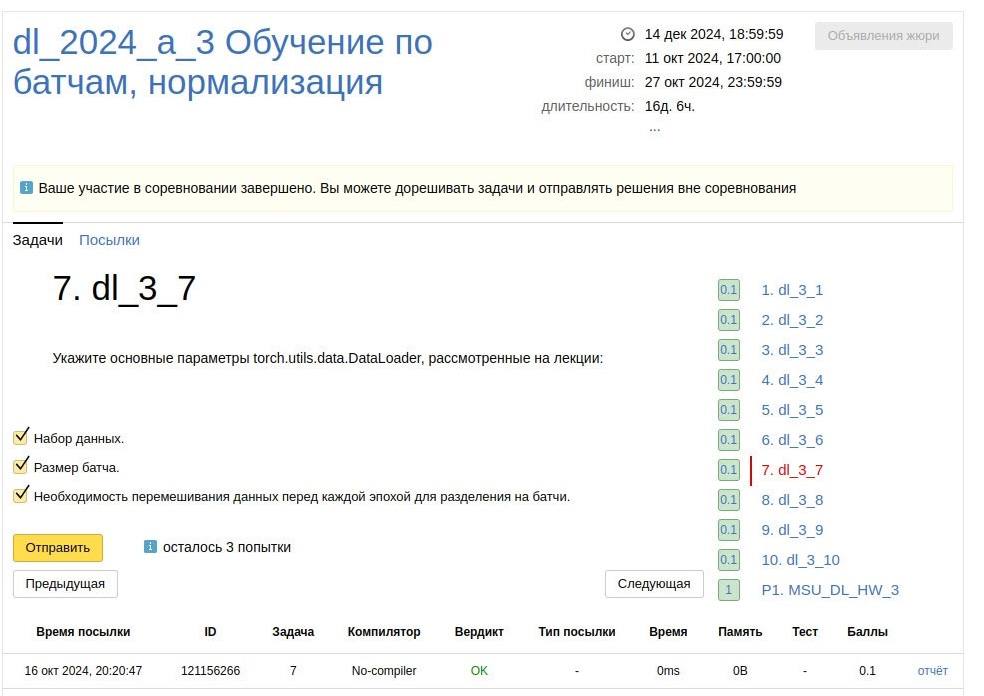 dl_2024_a_3 Обучение по
батчам, нормализация
14 дек 2024, 18:59:59
старт: 11 окт 2024, 17:00:00
финиш: 27 окт 2024, 23:59:59
длительность: 16д. 6ч.
...
Объявления жюри
Ваше участие в соревновании завершено. Вы можете дорешивать задачи и отправлять решения вне соревнования
Задачи Посылки
7. dl_3_7
Укажите основные параметры torch.utils.data.DataLoader, рассмотренные на лекции:
Набор данных.
Размер батча.
Необходимость перемешивания данных перед каждой эпохой для разделения на батчи.
Отправить
осталось 3 попытки
Предыдущая
Следующая
0.1 1. dl_3_1
0.1 2. dl_3_2
0.1 3. dl_3_3
0.1 4. dl_3_4
0.1 5. dl_3_5
0.1 6. dl_3_6
0.1 7. dl_3_7
0.1 8. dl_3_8
0.1 9. dl_3_9
0.1 10. dl_3_10
1 P1. MSU_DL_HW_3
Время посылки ID Задача Компилятор Вердикт Тип посылки Время Память Тест Баллы
16 окт 2024, 20:20:47 121156266 7 No-compiler OK - 0ms 0B - 0.1 отчёт